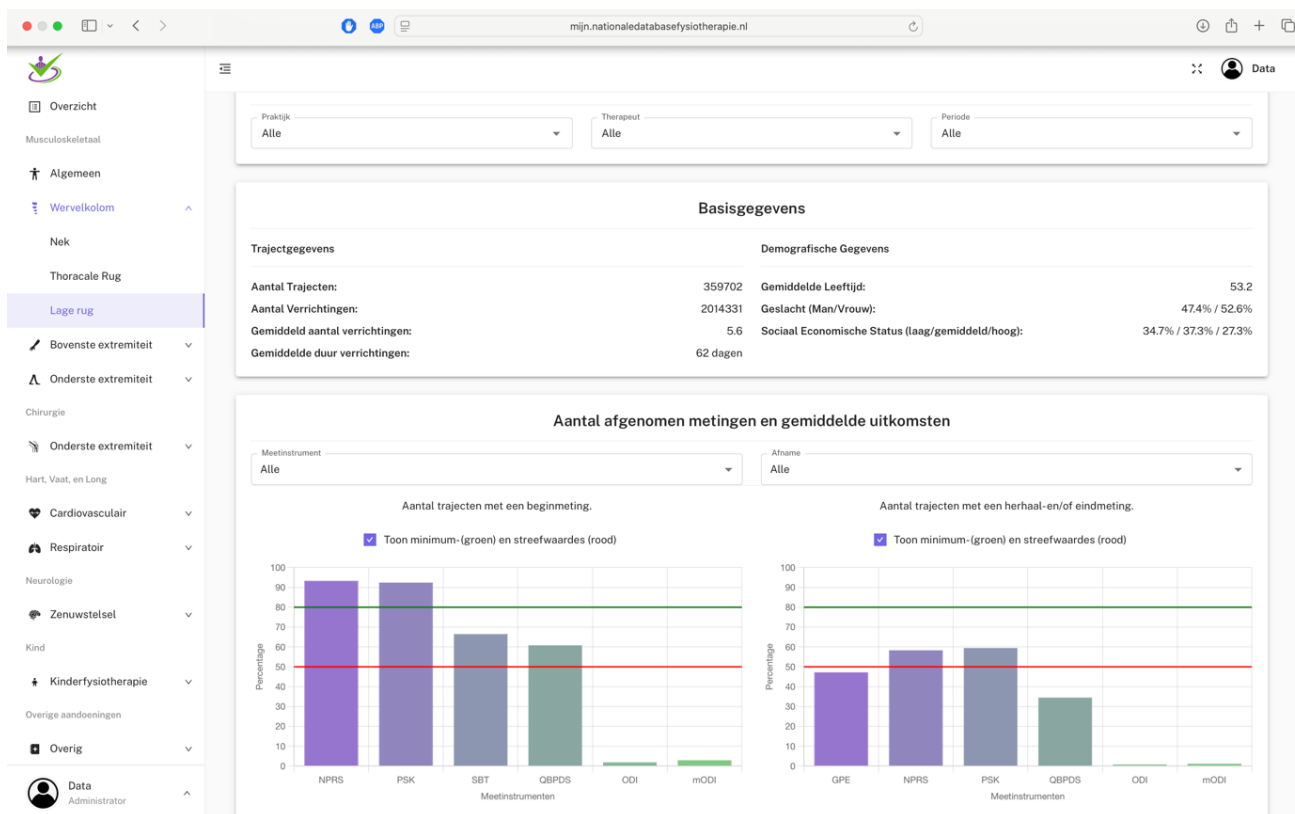 ABP
mijn.nationaledatabasefysiotherapie.nl
Data
Overzicht
Musculoskeletaal
Algemeen
Wervelkolom
Nek
Thoracale Rug
Lage rug
Bovenste extremiteit
Onderste extremiteit
Chirurgie
Onderste extremiteit
Hart, Vaat, en Long
Cardiovasculair
Respiratoir
Neurologie
Zenuwstelsel
Kind
Kinderfysiotherapie
Overige aandoeningen
Overig
Data
Administrator
Praktijk
Alle
Therapeut
Alle
Periode
Alle
Basisgegevens
Trajectgegevens
Aantal Trajecten: 359702
Aantal Verrichtingen: 2014331
Gemiddeld aantal verrichtingen: 5.6
Gemiddelde duur verrichtingen: 62 dagen
Demografische Gegevens
Gemiddelde Leeftijd: 53.2
Geslacht (Man/Vrouw): 47.4% / 52.6%
Sociaal Economische Status (laag/gemiddeld/hoog): 34.7% / 37.3% / 27.3%
Aantal afgenomen metingen en gemiddelde uitkomsten
Meetinstrument
Alle
Afname
Alle
Aantal trajecten met een beginmeting.
Toon minimum-(groen) en streefwaardes (rood)
100
90
80
70
60
50
40
30
20
10
0
Percentage
NPRS PSK SBT QBPDS ODI mODI
Meetinstrumenten
Aantal trajecten met een herhaal-en/of eindmeting.
Toon minimum-(groen) en streefwaardes (rood)
100
90
80
70
60
50
40
30
20
10
0
Percentage
GPE NPRS PSK QBPDS ODI mODI
Meetinstrumenten